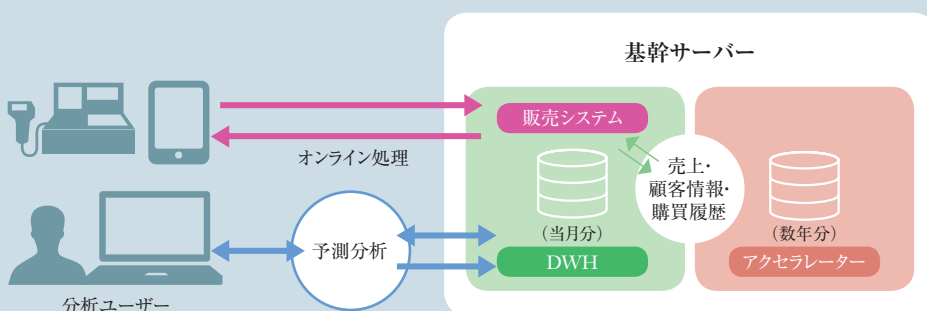 基幹サーバー
販売システム
オンライン処理
売上・
顧客情報・
購買履歴
(当月分)
(数年分)
予測分析
DWH
アクセラレーター
分析ユーザー